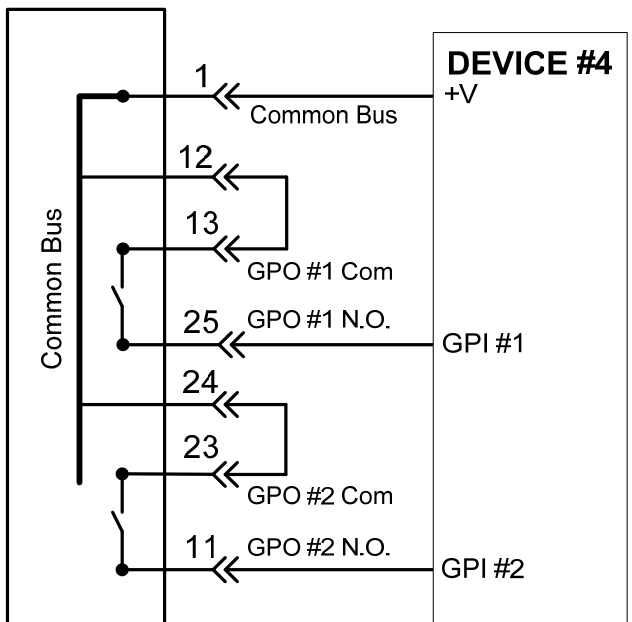 1
DEVICE #4
+V
Common Bus
12
13
GPO #1 Com
Common Bus
25
GPO #1 N.O.
GPI #1
24
23
GPO #2 Com
11
GPO #2 N.O.
GPI #2